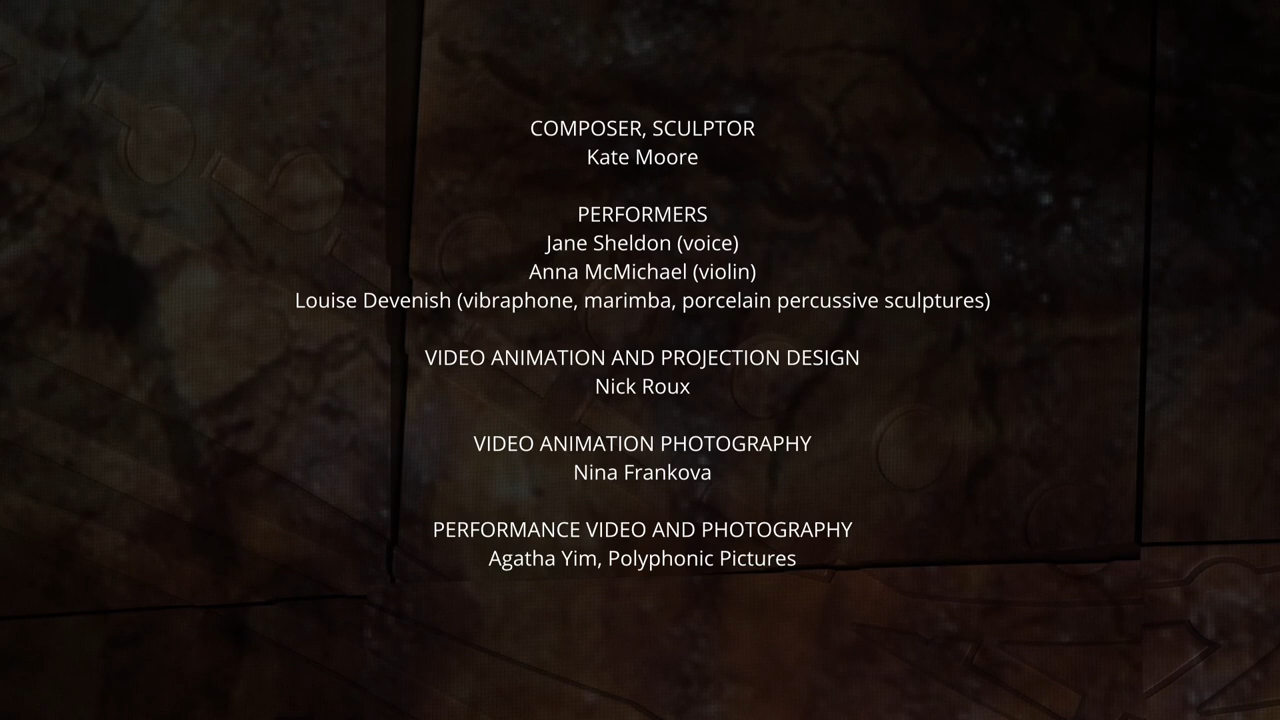 COMPOSER, SCULPTOR
Kate Moore
PERFORMERS
Jane Sheldon (voice)
Anna McMichael (violin)
Louise Devenish (vibraphone, marimba, porcelain percussive sculptures)
VIDEO ANIMATION AND PROJECTION DESIGN
Nick Roux
VIDEO ANIMATION PHOTOGRAPHY
Nina Frankova
PERFORMANCE VIDEO AND PHOTOGRAPHY
Agatha Yim, Polyphonic Pictures